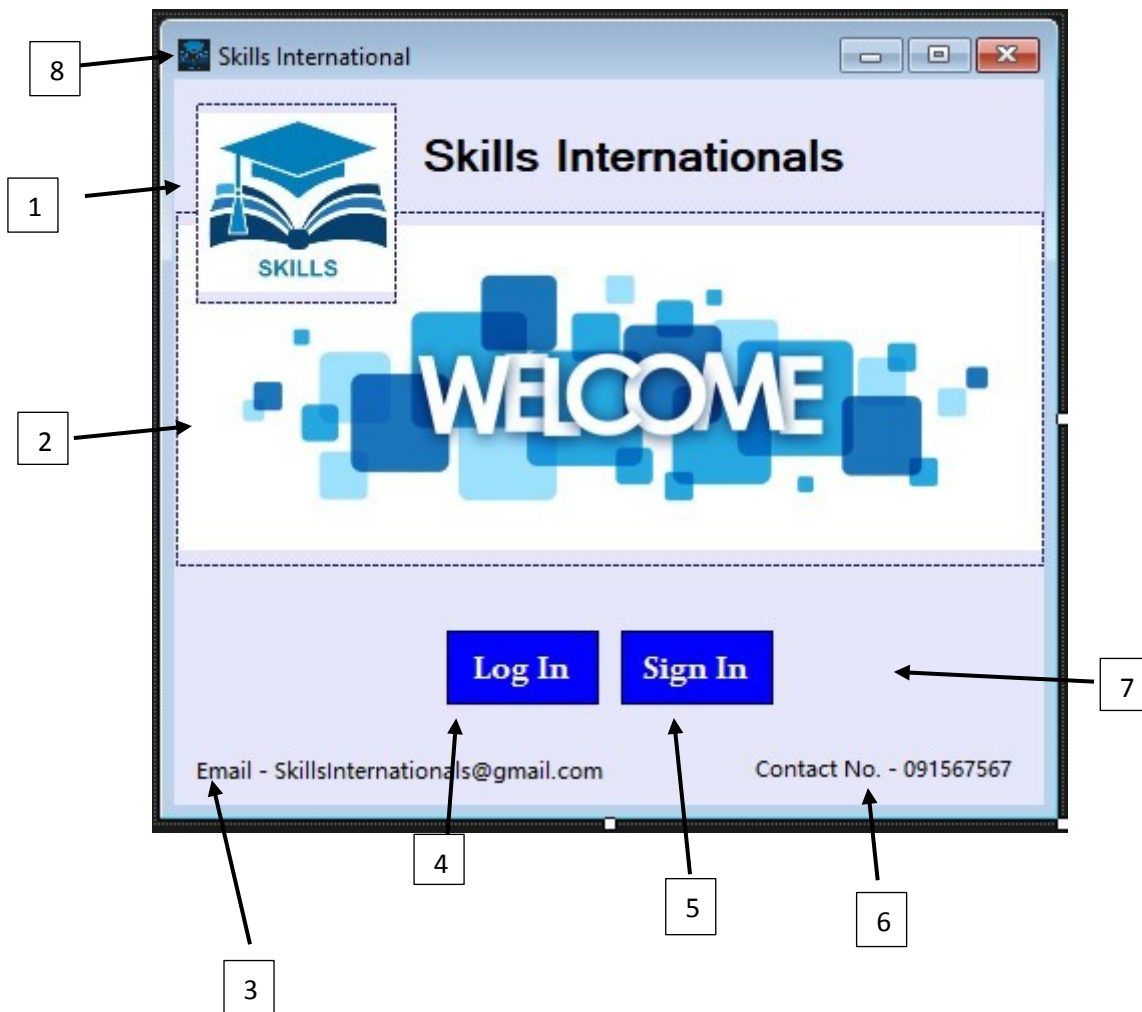 8
Skills International
1
Skills Internationals
SKILLS
2
WELCOME
Log In
Sign In
7
Email - SkillsInternationals@gmail.com
Contact No. - 091567567
4
5
6
3